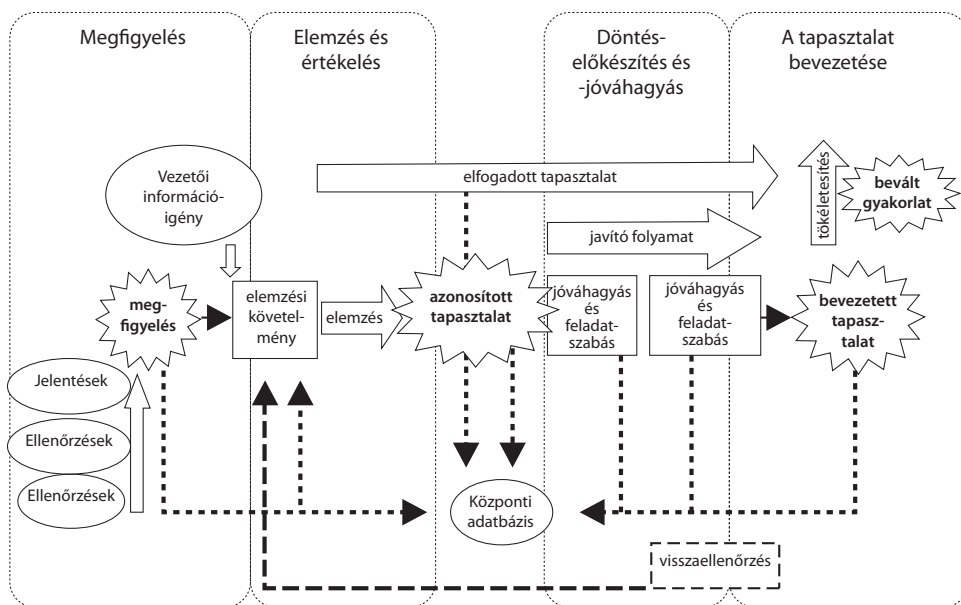 Megfigyelés
Elemzés és
értékelés
Döntés-
előkészítés és
-jóváhagyás
A tapasztalat
bevezetése
Vezetői
információ-
igény
elfogadott tapasztalat
tökéletesítés
bevált
gyakorlat
javító folyamat
meg-
figyelés
elemzési
követel-
mény
elemzés
azonosított
tapasztalat
jóváhagyás
és
feladat-
szabás
jóváhagyás
és
feladat-
szabás
bevezetett
tapasz-
talat
Jelentések
Ellenőrzések
Ellenőrzések
Központi
adatbázis
visszaellenőrzés